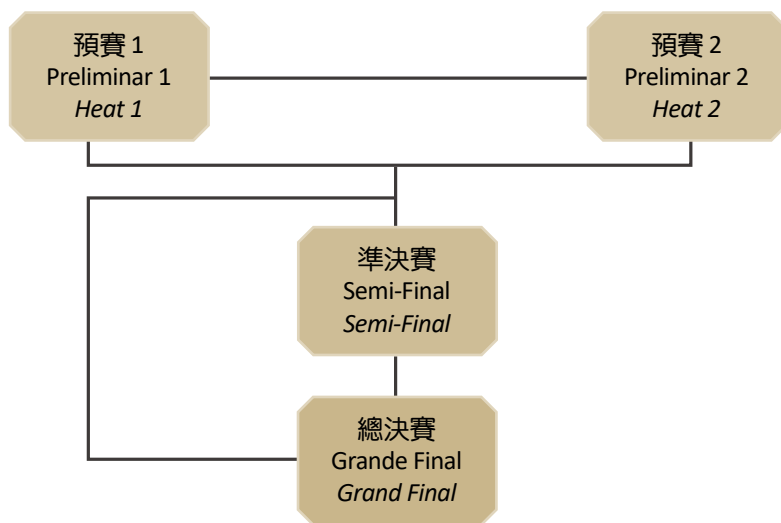 預賽 1
Preliminar 1
Heat 1
預賽 2
Preliminar 2
Heat 2
準決賽
Semi-Final
Semi-Final
總決賽
Grande Final
Grand Final